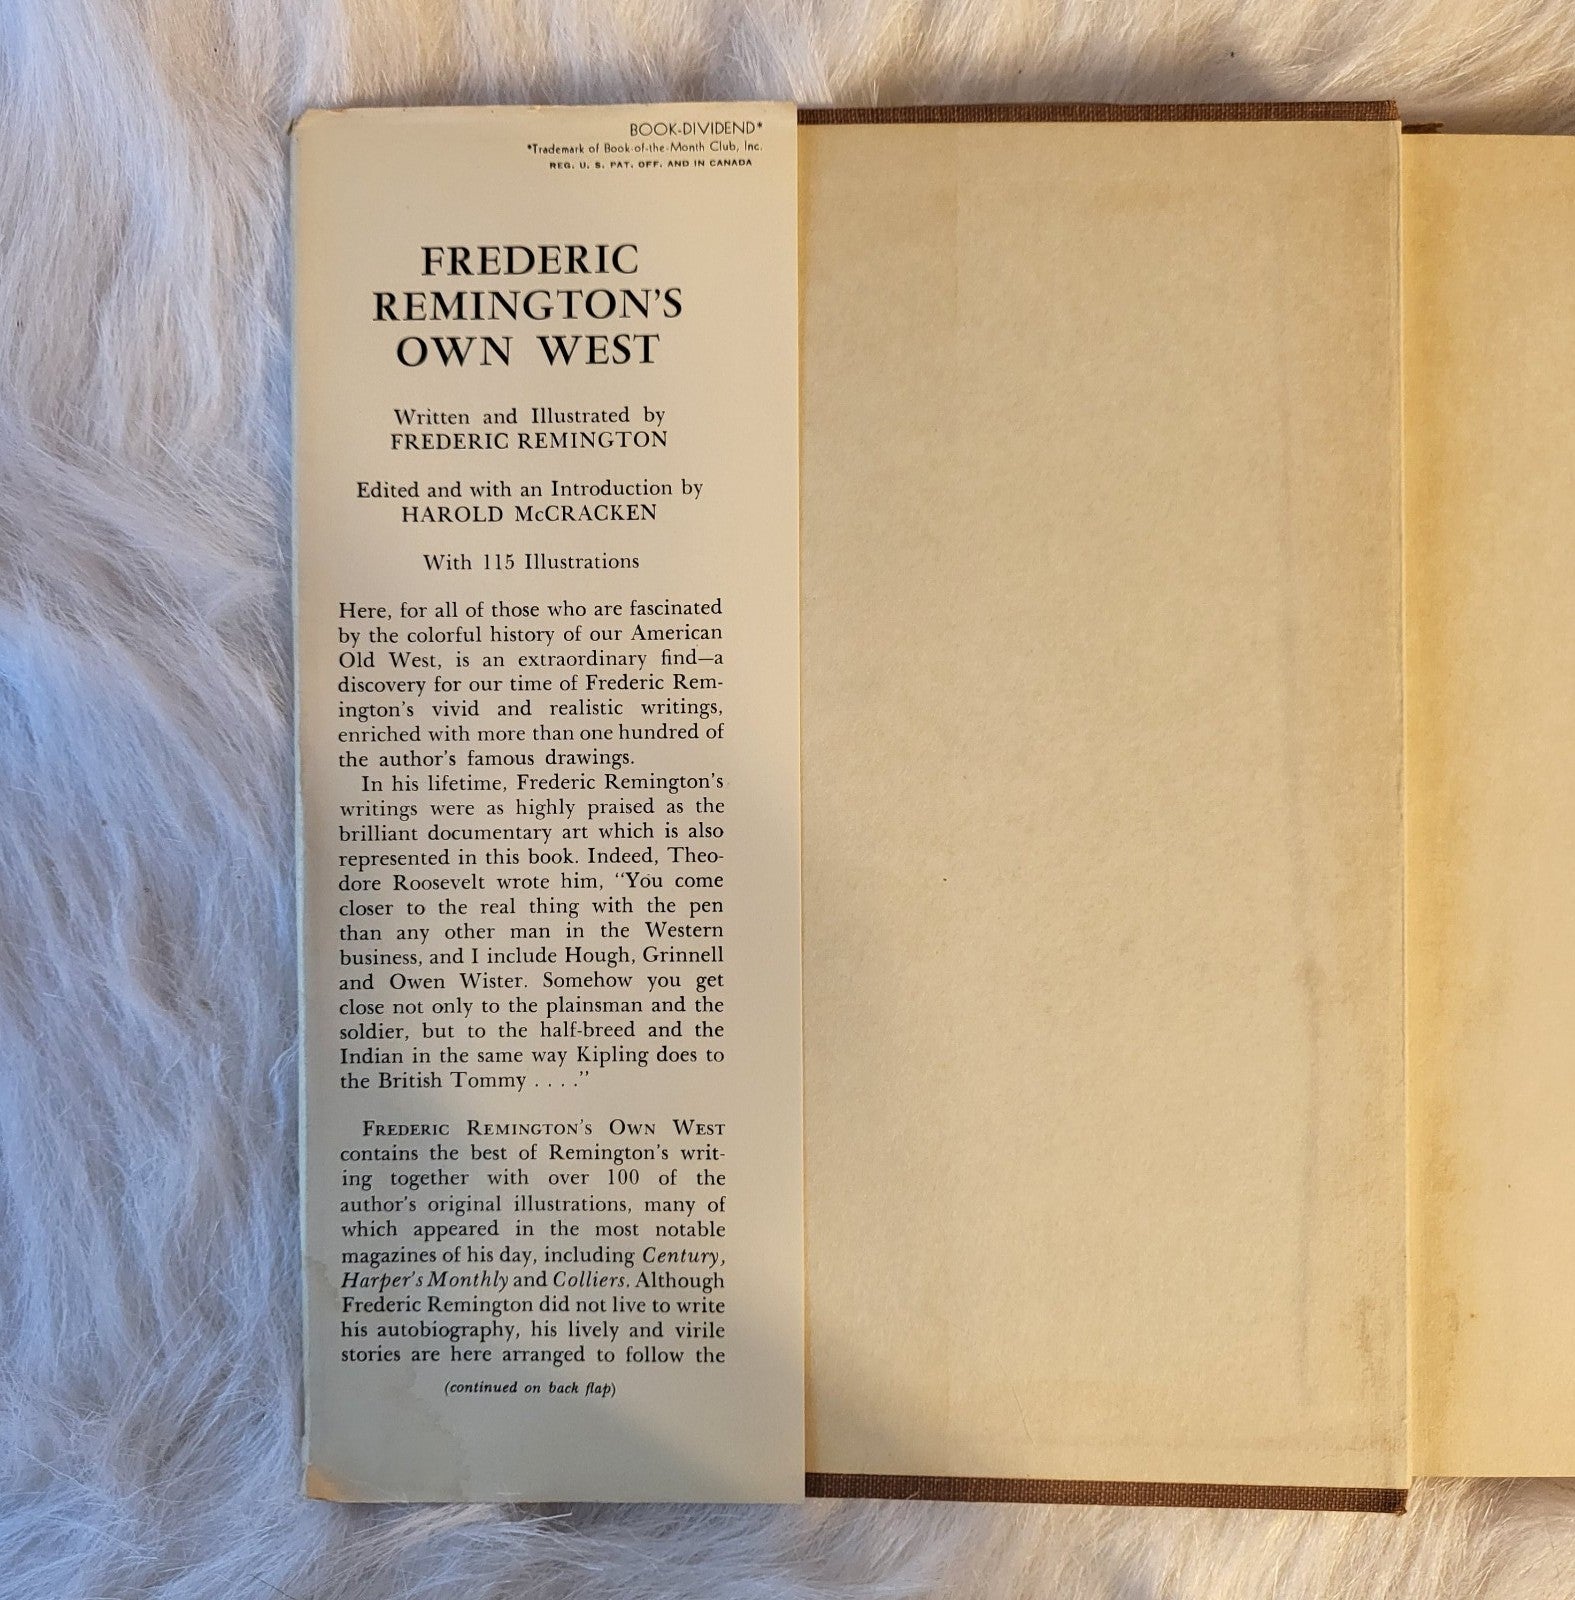 BOOK-DIVIDEND*
*Trademark of Book-of-the-Month Club, Inc.
REG. U. S. PAT. OFF. AND IN CANADA
FREDERIC
REMINGTON'S
OWN WEST
Written and Illustrated by
FREDERIC REMINGTON
Edited and with an Introduction by
HAROLD McCRACKEN
With 115 Illustrations
Here, for all of those who are fascinated
by the colorful history of our American
Old West, is an extraordinary find—a
discovery for our time of Frederic Rem-
ington's vivid and realistic writings,
enriched with more than one hundred of
the author's famous drawings.
In his lifetime, Frederic Remington's
writings were as highly praised as the
brilliant documentary art which is also
represented in this book. Indeed, Theo-
dore Roosevelt wrote him, "You come
closer to the real thing with the pen
than any other man in the Western
business, and I include Hough, Grinnell
and Owen Wister. Somehow you get
close not only to the plainsman and the
soldier, but to the half-breed and the
Indian in the same way Kipling does to
the British Tommy . . . ."
FREDERIC REMINGTON'S OWN WEST
contains the best of Remington's writ-
ing together with over 100 of the
author's original illustrations, many of
which appeared in the most notable
magazines of his day, including Century,
Harper's Monthly and Colliers. Although
Frederic Remington did not live to write
his autobiography, his lively and virile
stories are here arranged to follow the
(continued on back flap)